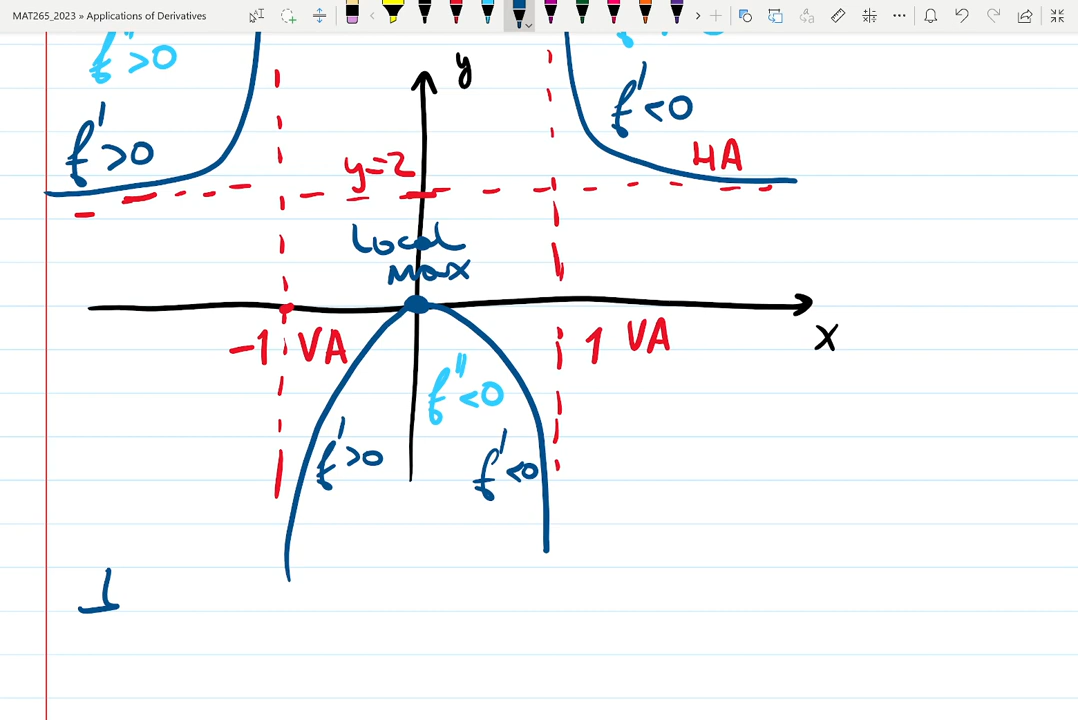 MAT265_2023 » Applications of Derivatives
f'' >0
f' >0
y
f' <0
y=2
HA
Local
max
-1 VA
1 VA
x
f'' <0
f' >0
f' <0